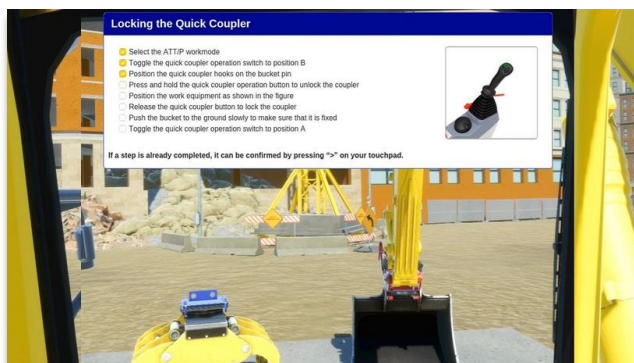 Locking the Quick Coupler
Select the ATT/P workmode
Toggle the quick coupler operation switch to position B
Position the quick coupler hooks on the bucket pin
Press and hold the quick coupler operation button to unlock the coupler
Position the work equipment as shown in the figure
Release the quick coupler button to lock the coupler
Push the bucket to the ground slowly to make sure that it is fixed
Toggle the quick coupler operation switch to position A
If a step is already completed, it can be confirmed by pressing ">" on your touchpad.